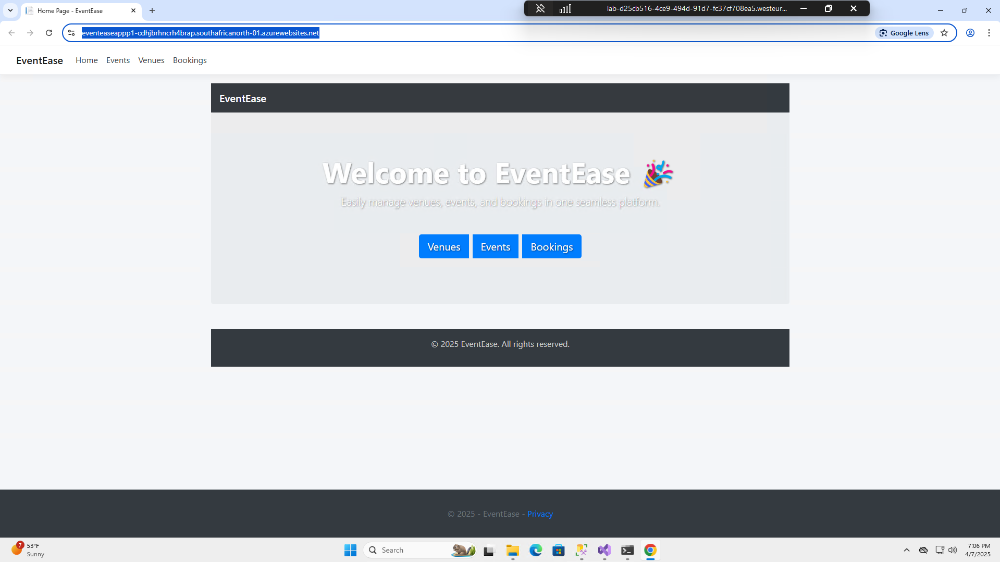 Home Page - EventEase
lab-d25cb516-4ce9-494d-91d7-fc37cf708ea5.westeur...
eventeaseappp1-cdhjbrhncrh4brap.southafricanorth-01.azurewebsites.net
Google Lens
EventEase Home Events Venues Bookings
EventEase
Welcome to EventEase 🎉
Easily manage venues, events, and bookings in one seamless platform.
Venues Events Bookings
© 2025 EventEase. All rights reserved.
© 2025 - EventEase - Privacy
7
53°F
Sunny
Search
7:06 PM
4/7/2025